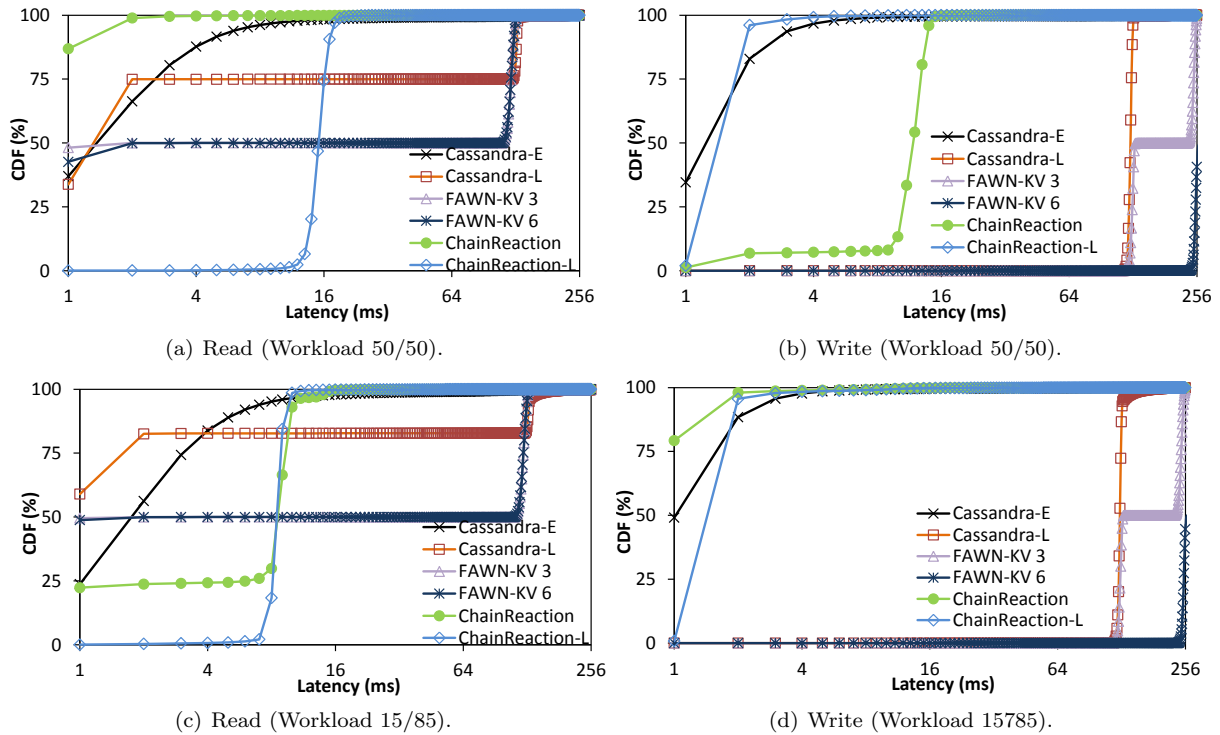 100
75
50
25
0
CDF (%)
1
4
16
64
256
Latency (ms)
Cassandra-E
Cassandra-L
FAWN-KV 3
FAWN-KV 6
ChainReaction
ChainReaction-L
(a) Read (Workload 50/50).
100
75
50
25
0
CDF (%)
1
4
16
64
256
Latency (ms)
Cassandra-E
Cassandra-L
FAWN-KV 3
FAWN-KV 6
ChainReaction
ChainReaction-L
(b) Write (Workload 50/50).
100
75
50
25
0
CDF (%)
1
4
16
64
256
Latency (ms)
Cassandra-E
Cassandra-L
FAWN-KV 3
FAWN-KV 6
ChainReaction
ChainReaction-L
(c) Read (Workload 15/85).
100
75
50
25
0
CDF (%)
1
4
16
64
256
Latency (ms)
Cassandra-E
Cassandra-L
FAWN-KV 3
FAWN-KV 6
ChainReaction
ChainReaction-L
(d) Write (Workload 15785).